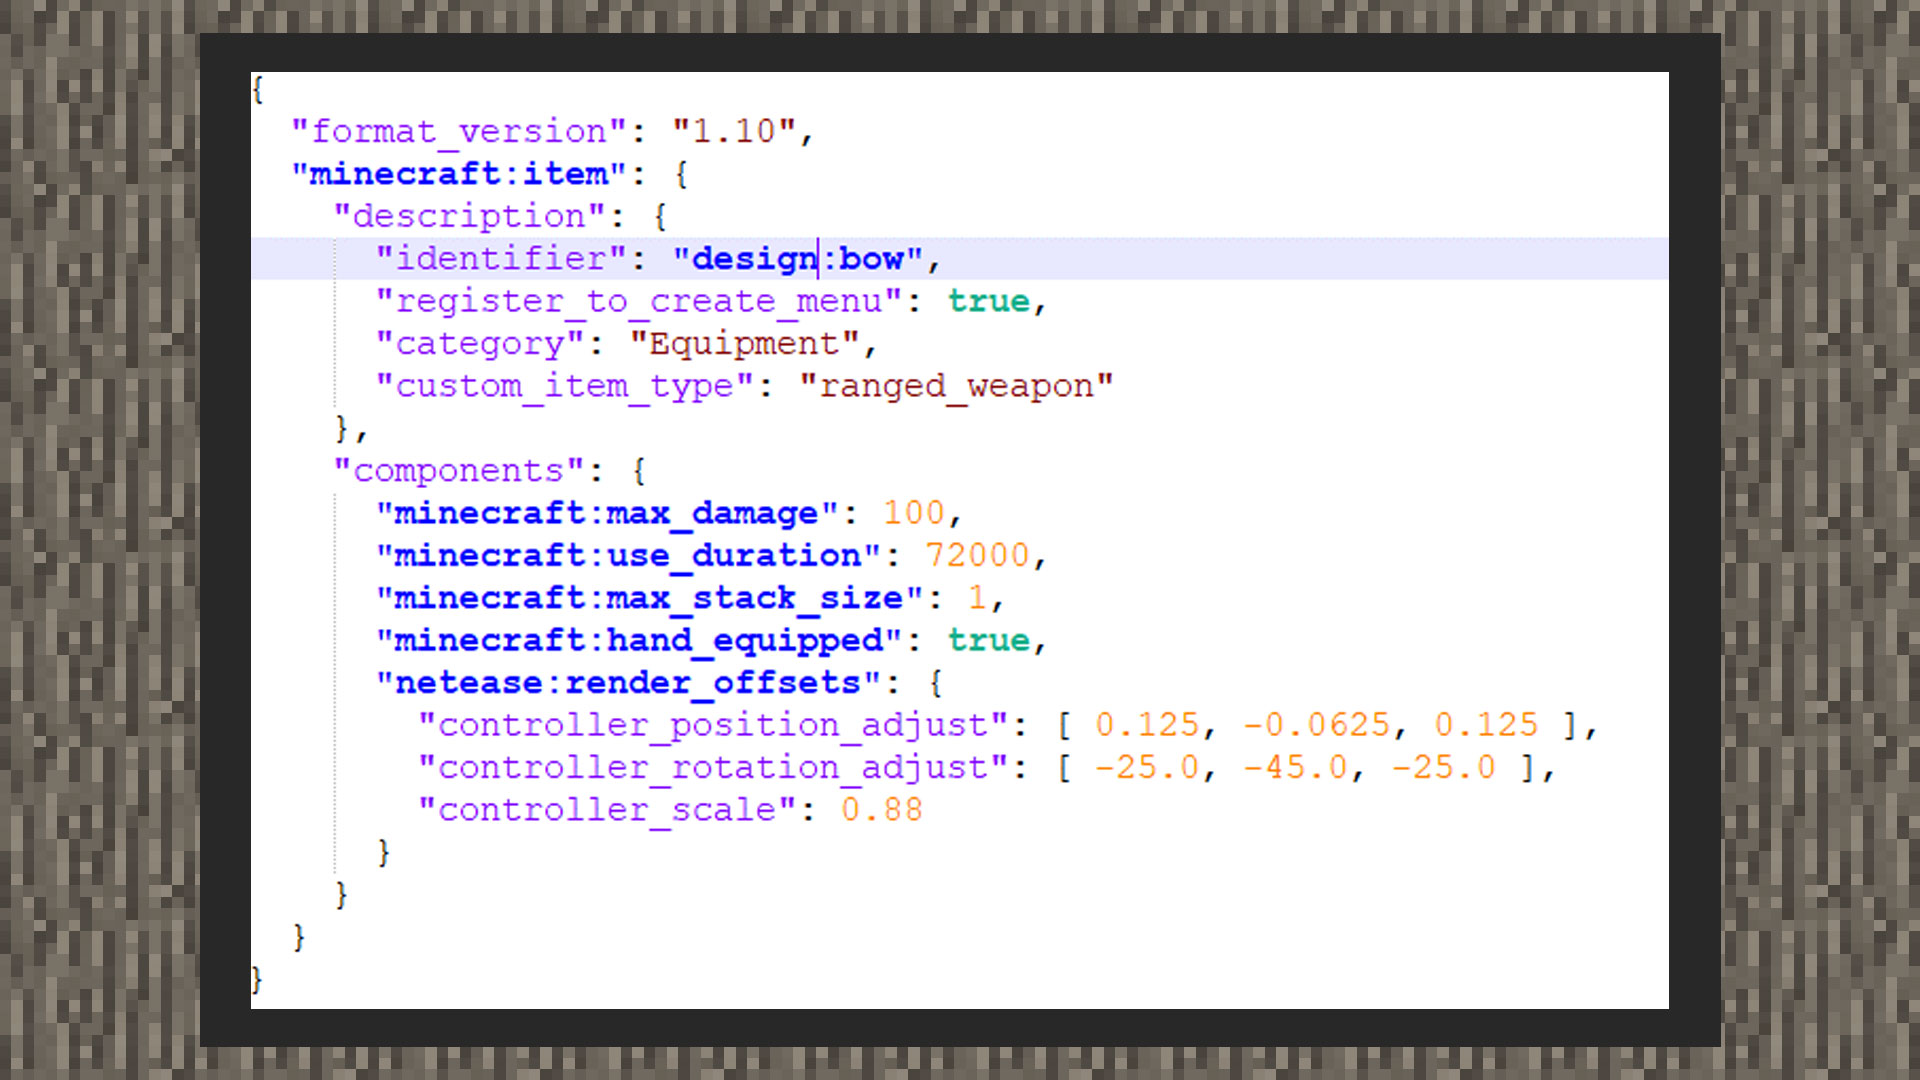 {
  "format_version": "1.10",
  "minecraft:item": {
    "description": {
      "identifier": "design:bow",
      "register_to_create_menu": true,
      "category": "Equipment",
      "custom_item_type": "ranged_weapon"
    },
    "components": {
      "minecraft:max_damage": 100,
      "minecraft:use_duration": 72000,
      "minecraft:max_stack_size": 1,
      "minecraft:hand_equipped": true,
      "netease:render_offsets": {
        "controller_position_adjust": [ 0.125, -0.0625, 0.125 ],
        "controller_rotation_adjust": [ -25.0, -45.0, -25.0 ],
        "controller_scale": 0.88
      }
    }
  }
}